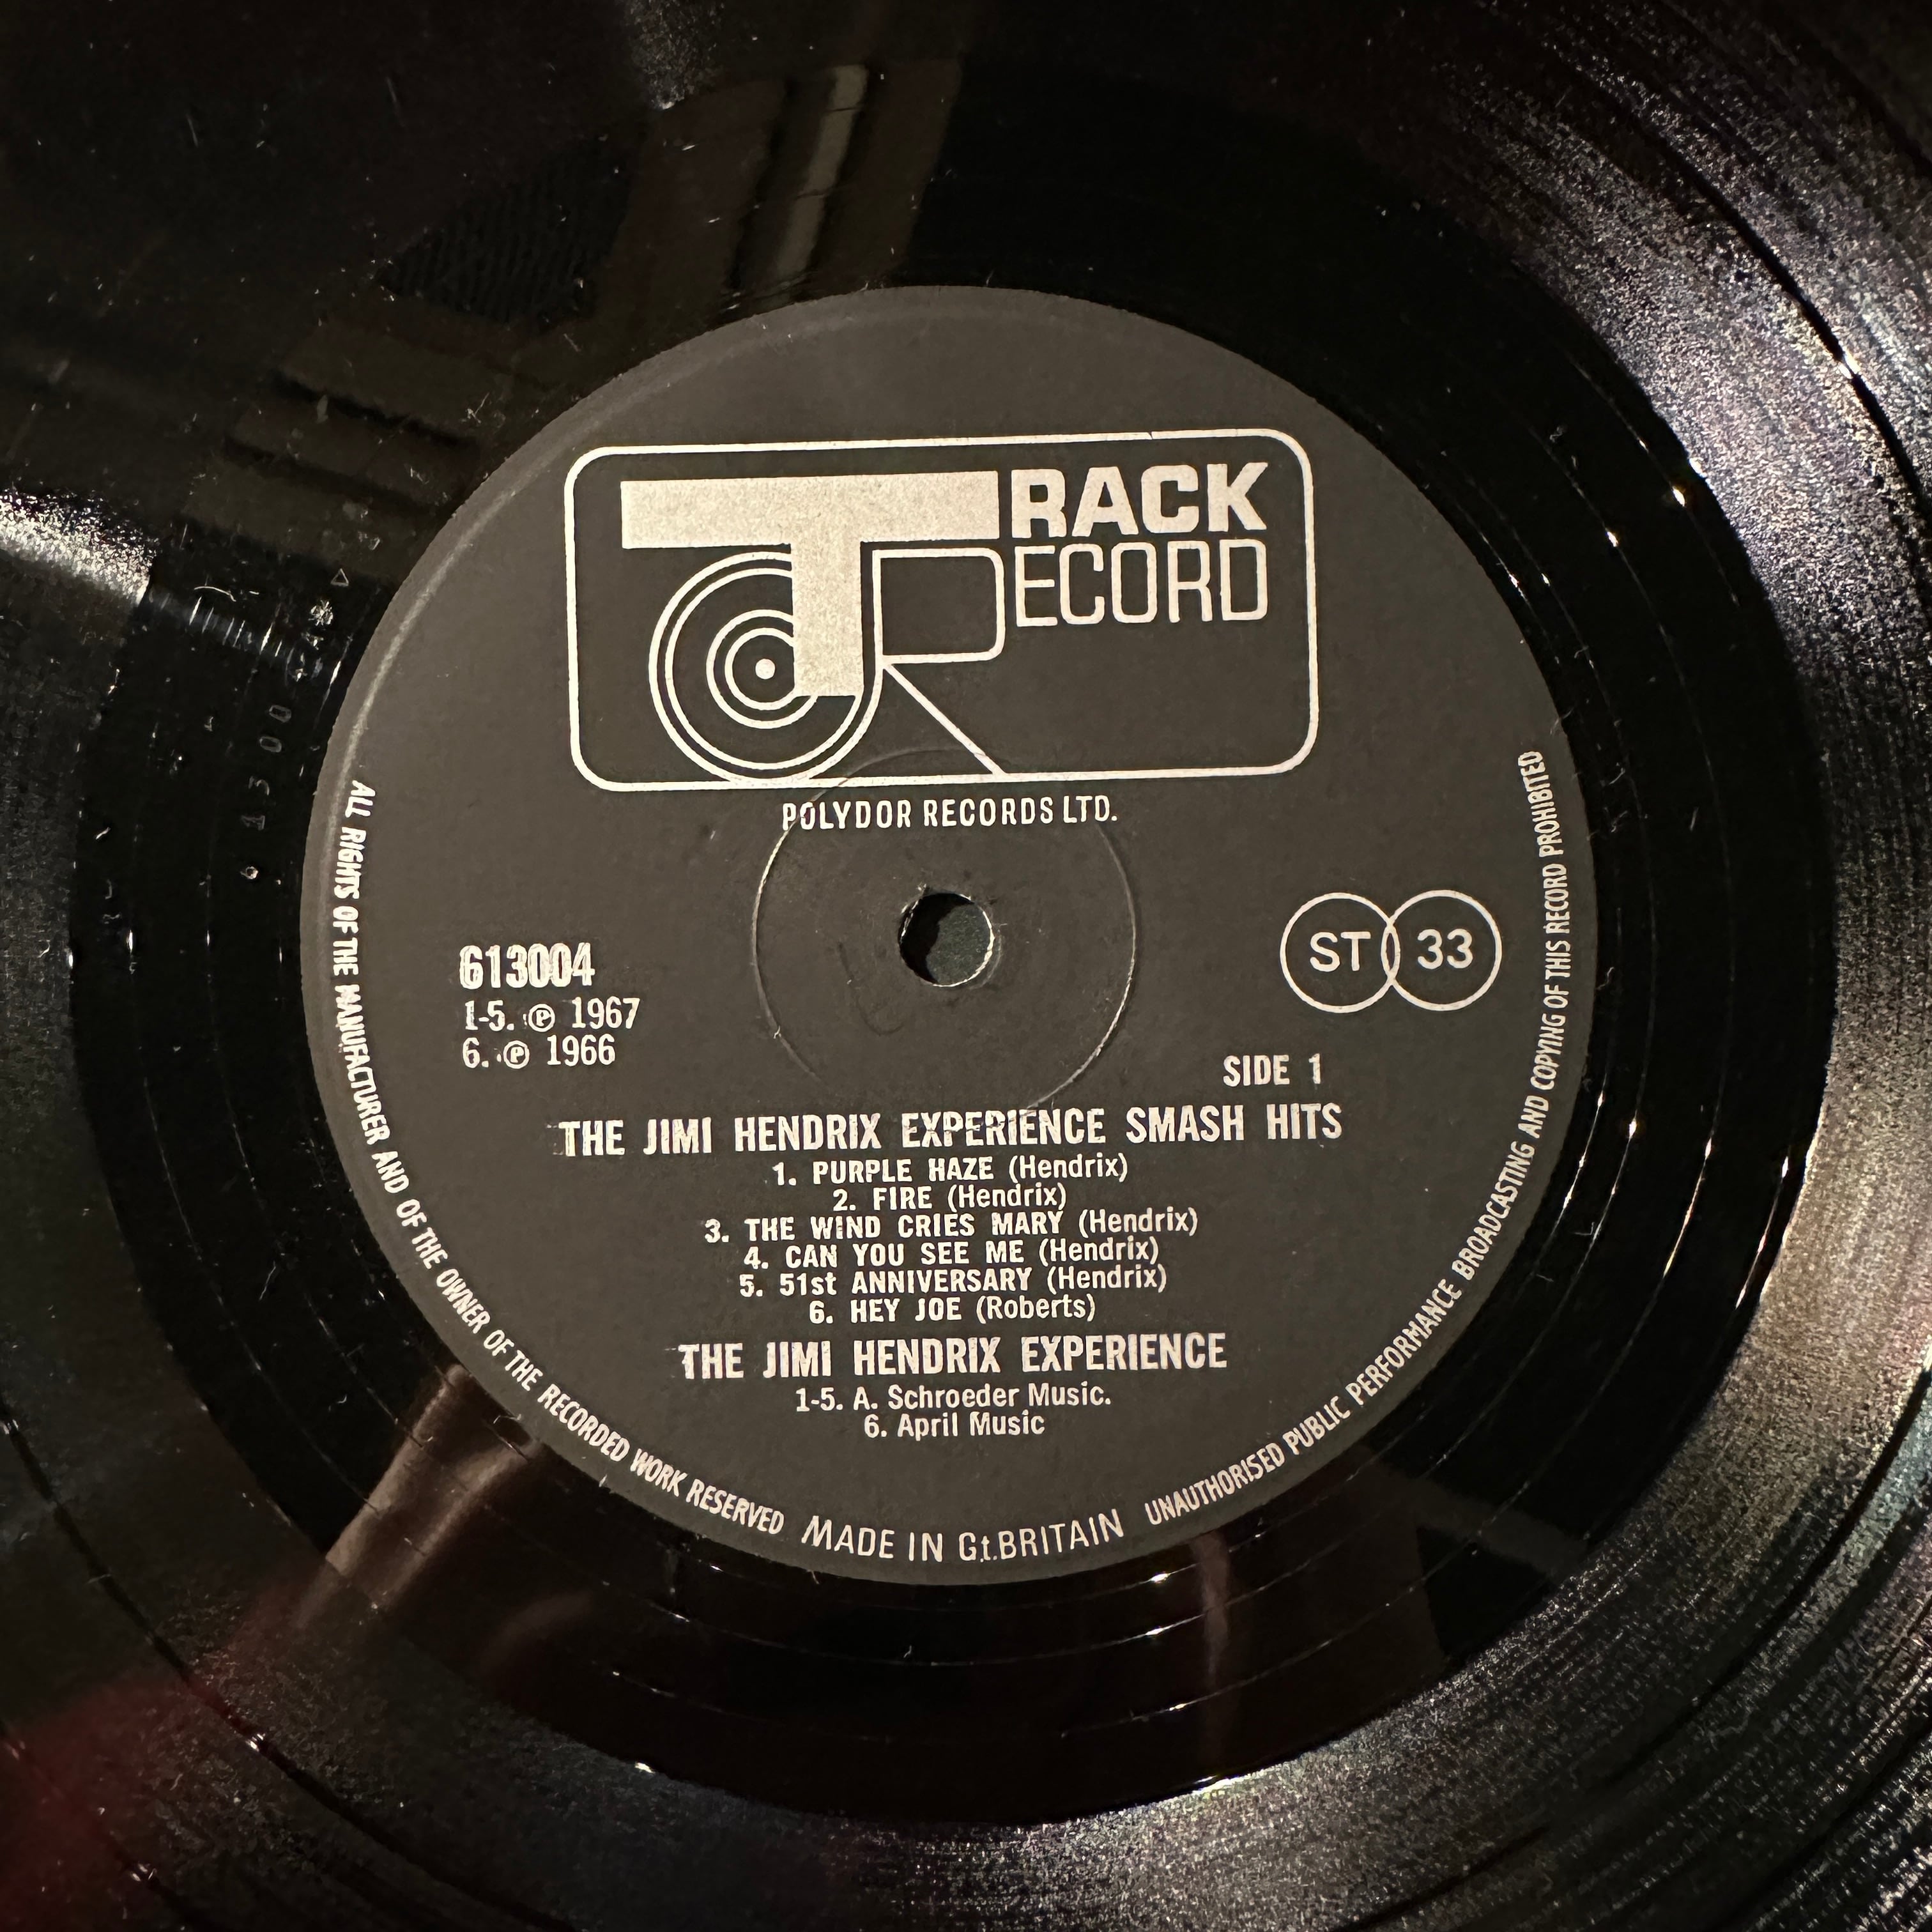 TRACK
RECORD
POLYDOR RECORDS LTD.
613004
1-5. ℗ 1967
6. ℗ 1966
ST 33
SIDE 1
THE JIMI HENDRIX EXPERIENCE SMASH HITS
1. PURPLE HAZE (Hendrix)
2. FIRE (Hendrix)
3. THE WIND CRIES MARY (Hendrix)
4. CAN YOU SEE ME (Hendrix)
5. 51st ANNIVERSARY (Hendrix)
6. HEY JOE (Roberts)
THE JIMI HENDRIX EXPERIENCE
1-5. A. Schroeder Music.
6. April Music
ALL RIGHTS OF THE MANUFACTURER AND OF THE OWNER OF THE RECORDED WORK RESERVED MADE IN Gt.BRITAIN UNAUTHORISED PUBLIC PERFORMANCE BROADCASTING AND COPYING OF THIS RECORD PROHIBITED